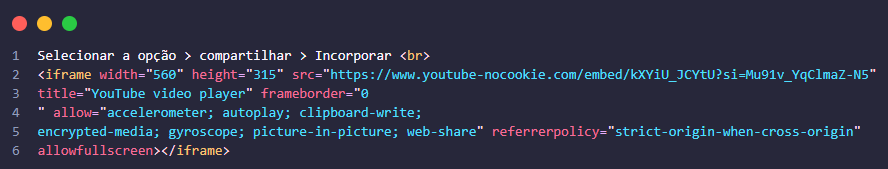 1 Selecionar a opção > compartilhar > Incorporar <br>
2 <iframe width="560" height="315" src="https://www.youtube-nocookie.com/embed/kXYiU_JCYtU?si=Mu91v_YqClmaZ-N5"
3 title="YouTube video player" frameborder="0
4 " allow="accelerometer; autoplay; clipboard-write;
5 encrypted-media; gyroscope; picture-in-picture; web-share" referrerpolicy="strict-origin-when-cross-origin"
6 allowfullscreen></iframe>